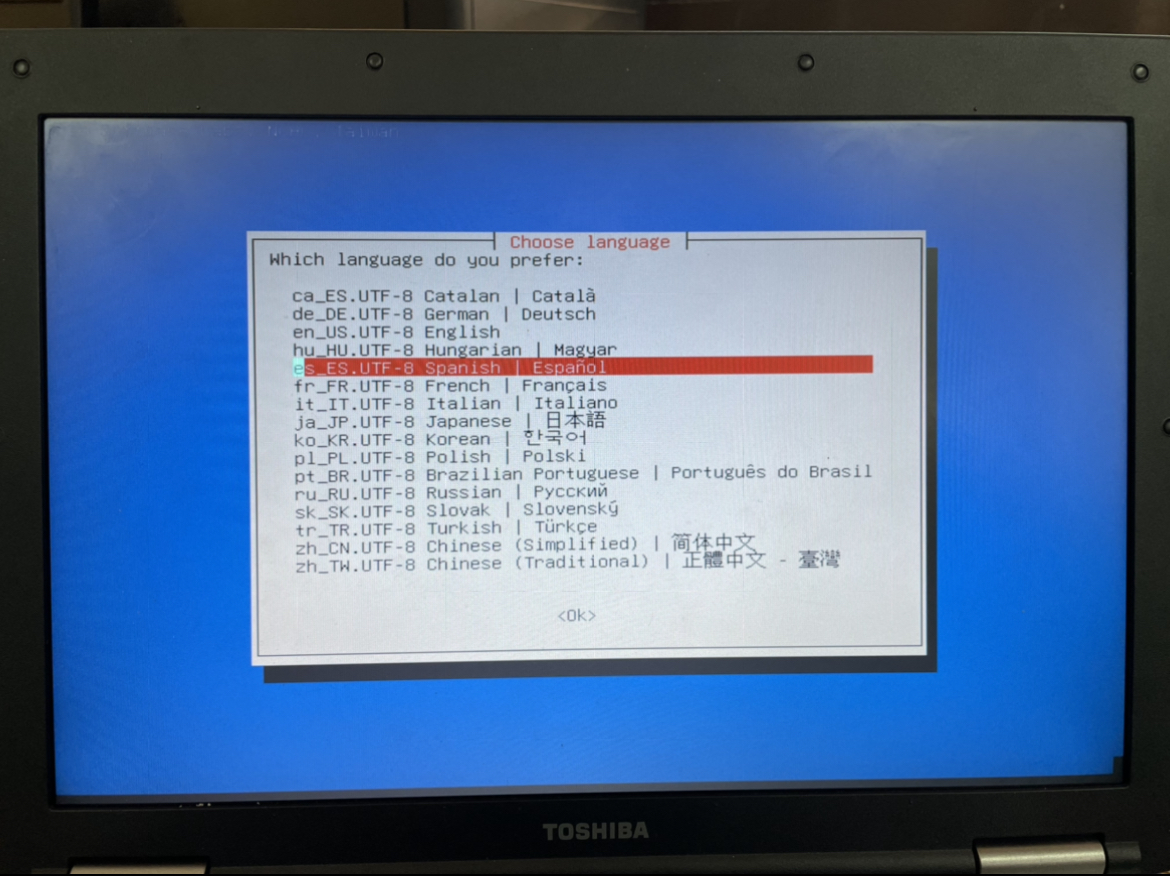 Choose language
Which language do you prefer:
ca_ES.UTF-8 Catalan | Català
de_DE.UTF-8 German | Deutsch
en_US.UTF-8 English
hu_HU.UTF-8 Hungarian | Magyar
es_ES.UTF-8 Spanish | Español
fr_FR.UTF-8 French | Français
it_IT.UTF-8 Italian | Italiano
ja_JP.UTF-8 Japanese | 日本語
ko_KR.UTF-8 Korean | 한국어
pl_PL.UTF-8 Polish | Polski
pt_BR.UTF-8 Brazilian Portuguese | Português do Brasil
ru_RU.UTF-8 Russian | Русский
sk_SK.UTF-8 Slovak | Slovenský
tr_TR.UTF-8 Turkish | Türkçe
zh_CN.UTF-8 Chinese (Simplified) | 简体中文
zh_TW.UTF-8 Chinese (Traditional) | 正體中文 - 臺灣
<Ok>
TOSHIBA